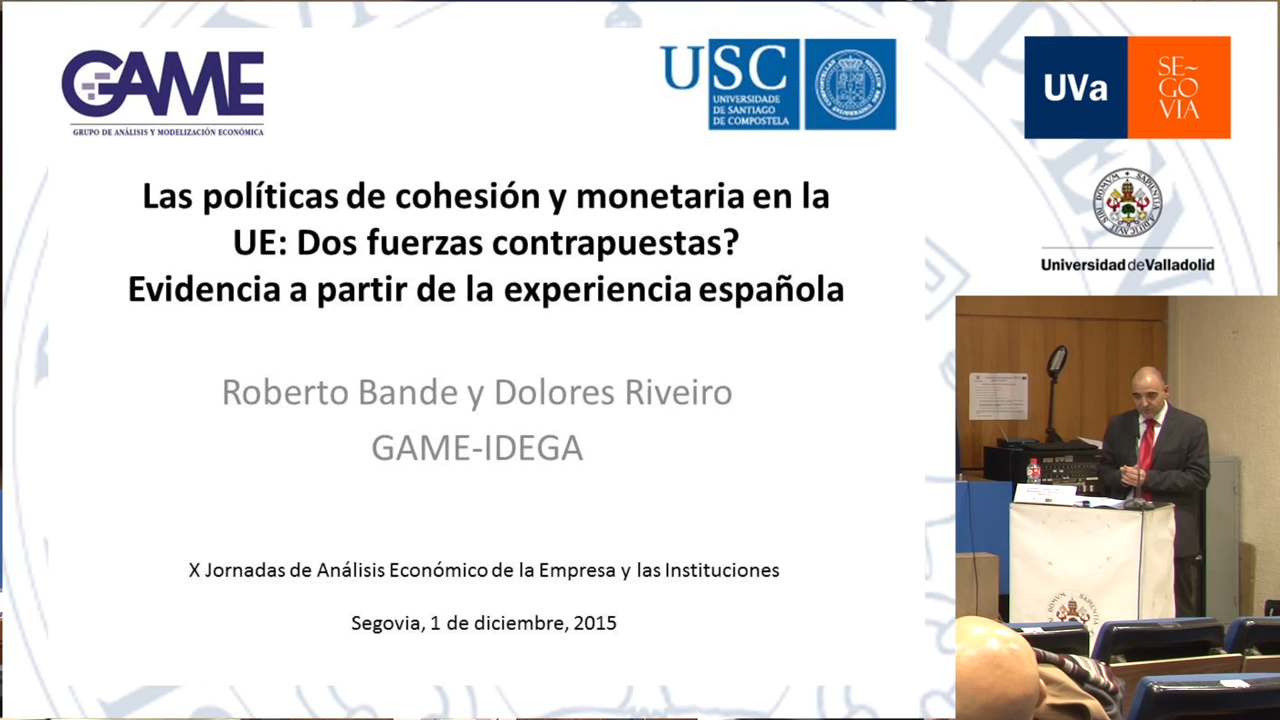 GAME
GRUPO DE ANÁLISIS Y MODELIZACIÓN ECONÓMICA
USC
UNIVERSIDADE
DE SANTIAGO
DE COMPOSTELA
UVa
SE~
GO
VIA
Universidad de Valladolid
Las políticas de cohesión y monetaria en la
UE: Dos fuerzas contrapuestas?
Evidencia a partir de la experiencia española
Roberto Bande y Dolores Riveiro
GAME-IDEGA
X Jornadas de Análisis Económico de la Empresa y las Instituciones
Segovia, 1 de diciembre, 2015